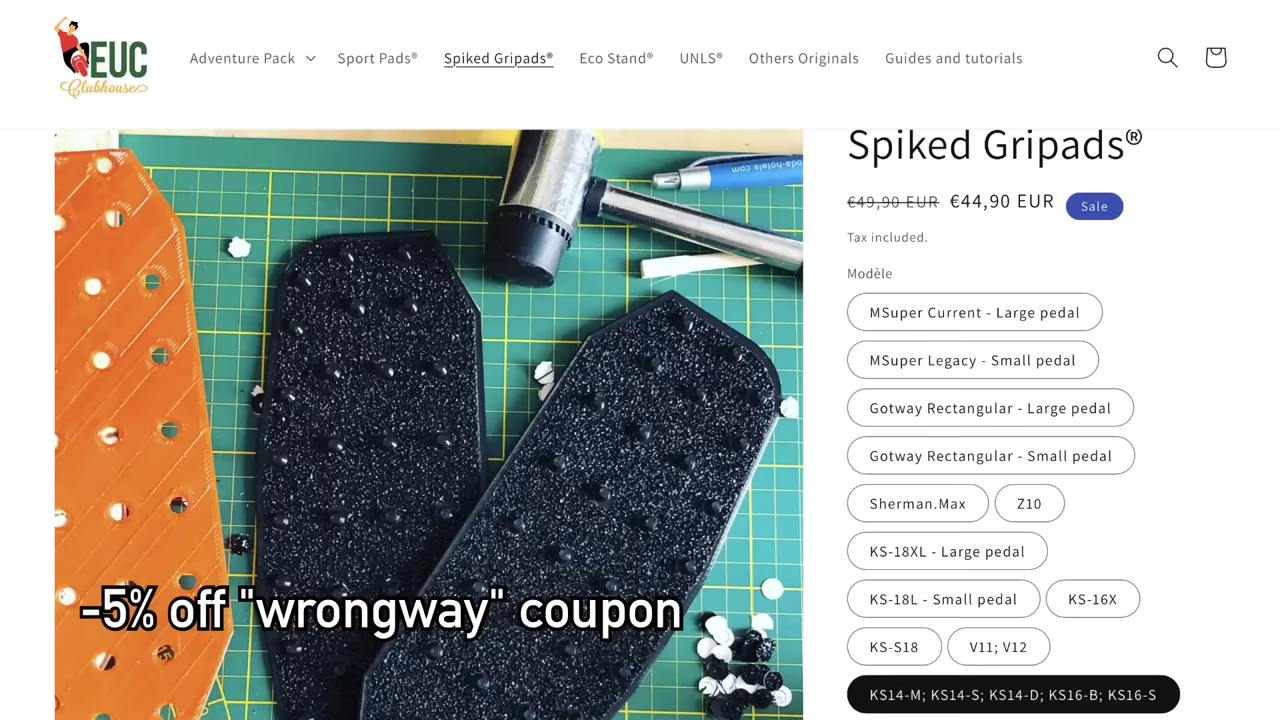 EUC
Clubhouse
Adventure Pack
Sport Pads®
Spiked Gripads®
Eco Stand®
UNLS®
Others Originals
Guides and tutorials
Spiked Gripads®
€49,90 EUR €44,90 EUR Sale
Tax included.
Modèle
MSuper Current - Large pedal
MSuper Legacy - Small pedal
Gotway Rectangular - Large pedal
Gotway Rectangular - Small pedal
Sherman.Max
Z10
KS-18XL - Large pedal
KS-18L - Small pedal
KS-16X
KS-S18
V11; V12
KS14-M; KS14-S; KS14-D; KS16-B; KS16-S
-5% off "wrongway" coupon